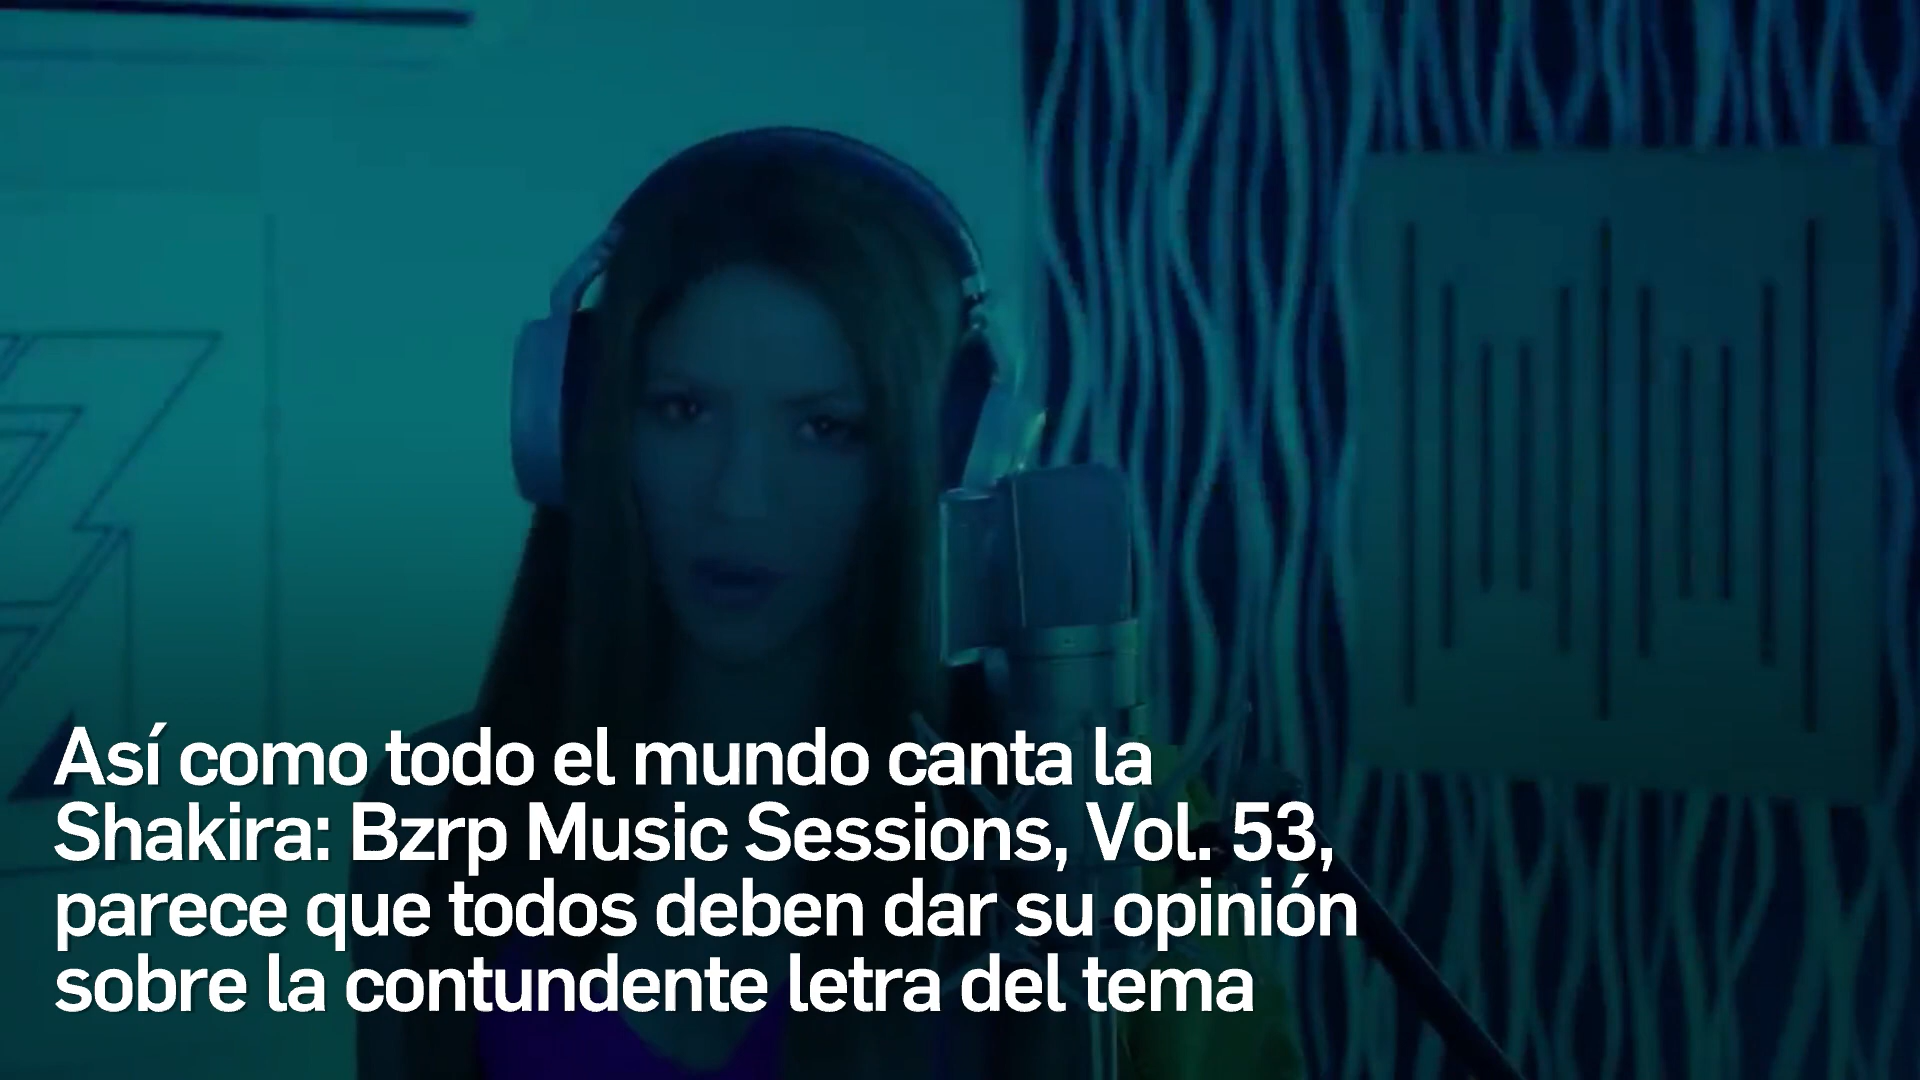 Así como todo el mundo canta la
Shakira: Bzrp Music Sessions, Vol. 53,
parece que todos deben dar su opinión
sobre la contundente letra del tema